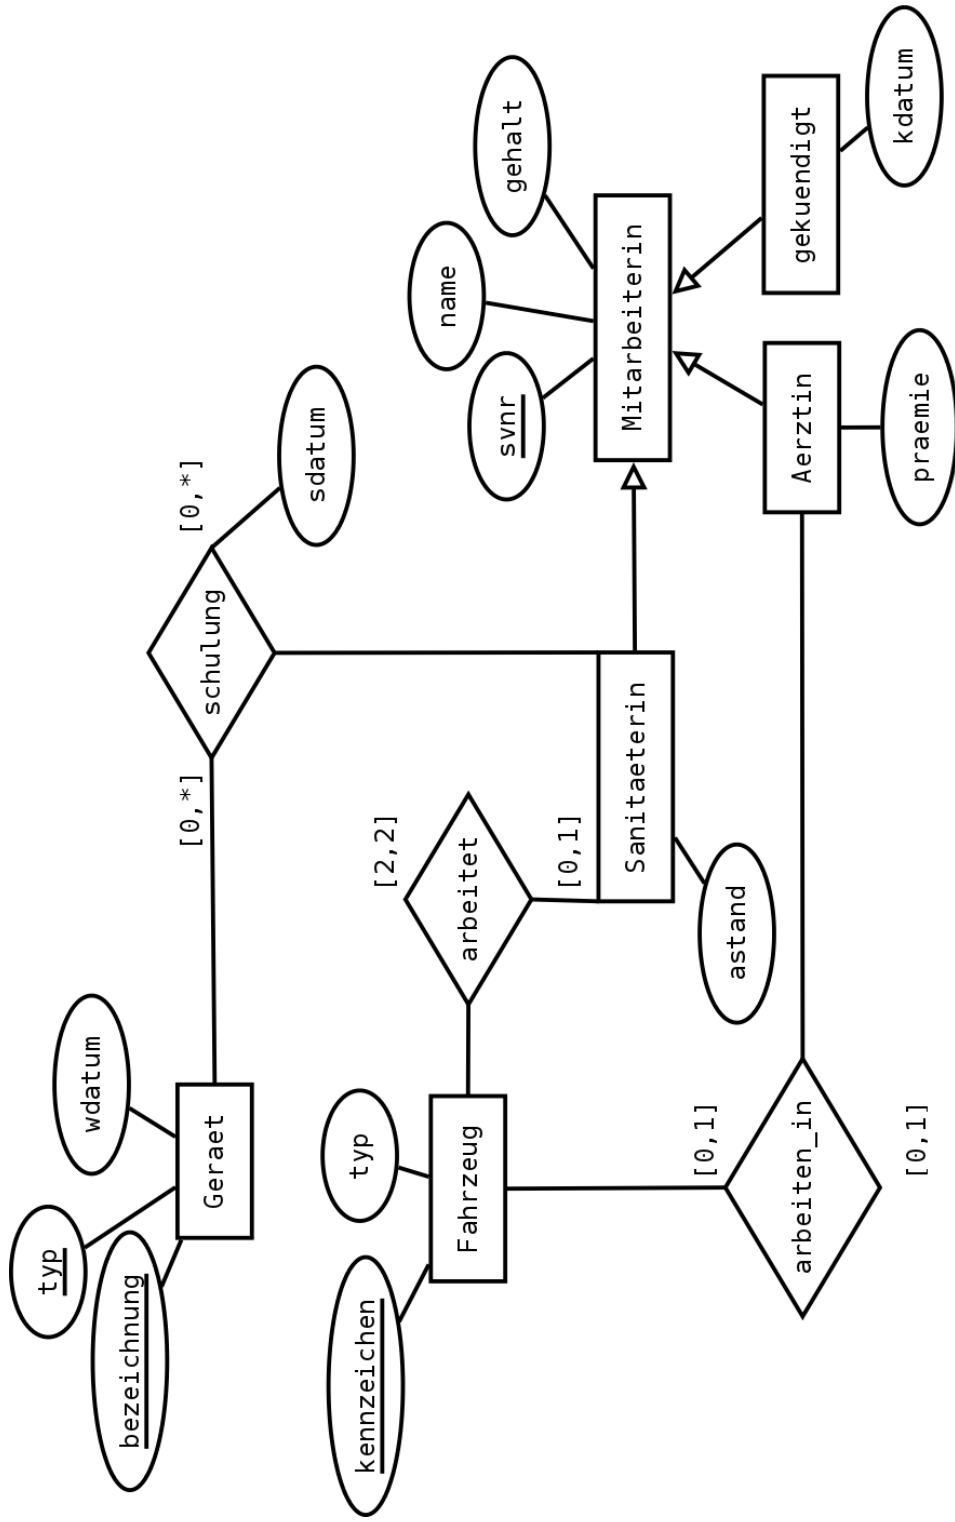 typ
wdatum
bezeichnung
Geraet
[0,*]
schulung
[0,*]
sdatum
kennzeichen
typ
Fahrzeug
[2,2]
arbeitet
[0,1]
svnr
name
gehalt
Sanitaeterin
Mitarbeiterin
astand
[0,1]
arbeiten_in
[0,1]
Aerztin
gekuendigt
praemie
kdatum